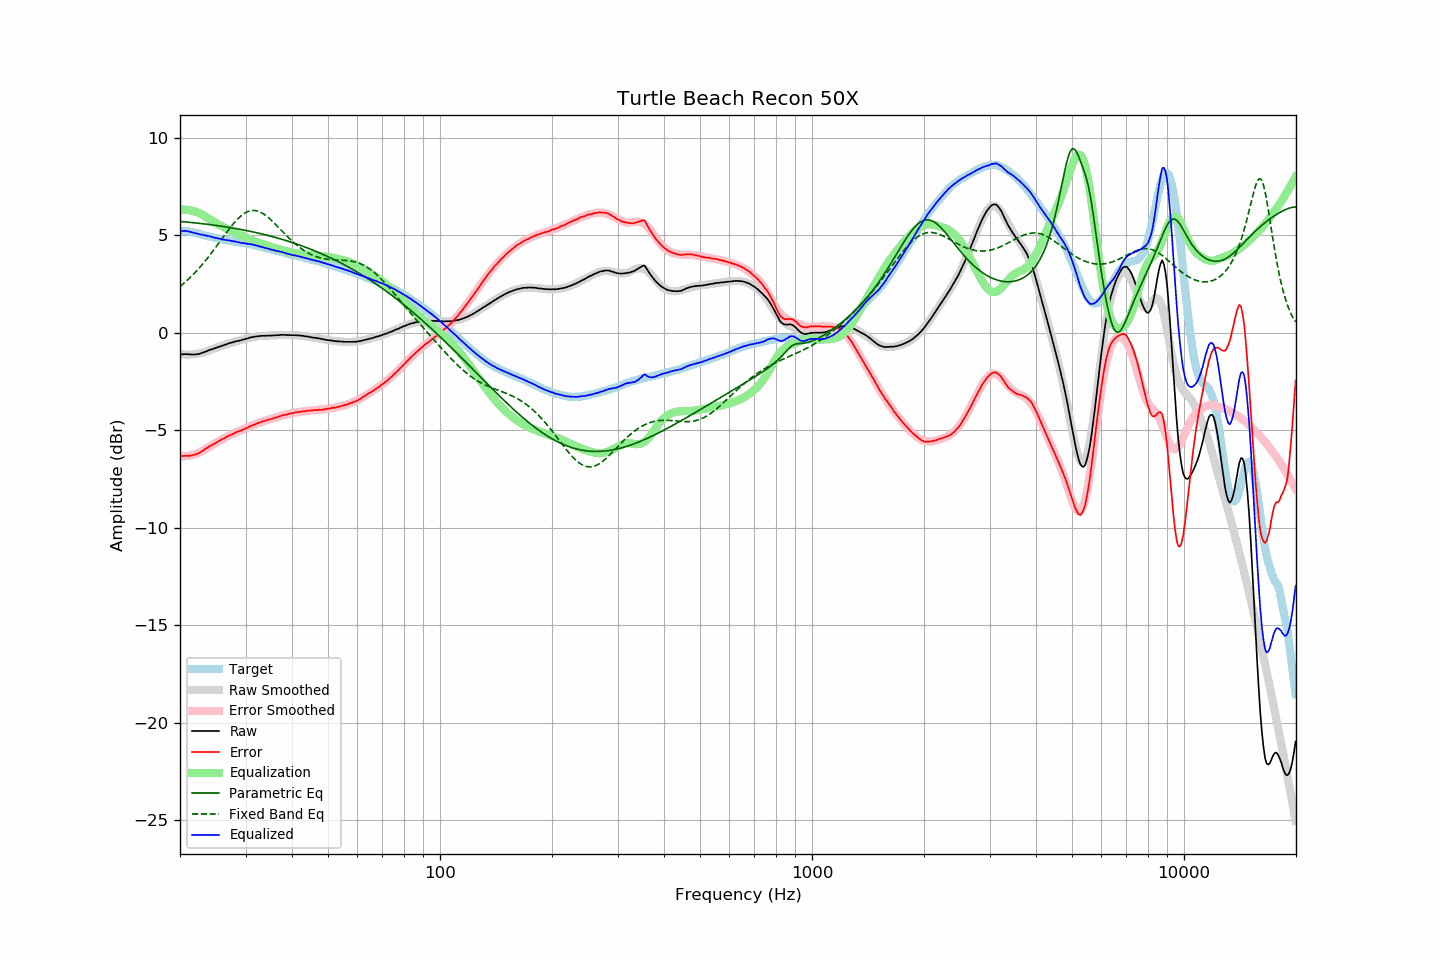 Turtle Beach Recon 50X
Amplitude (dBr)
10
5
0
−5
−10
−15
−20
−25
Target
Raw Smoothed
Error Smoothed
Raw
Error
Equalization
Parametric Eq
Fixed Band Eq
Equalized
100
1000
10000
Frequency (Hz)